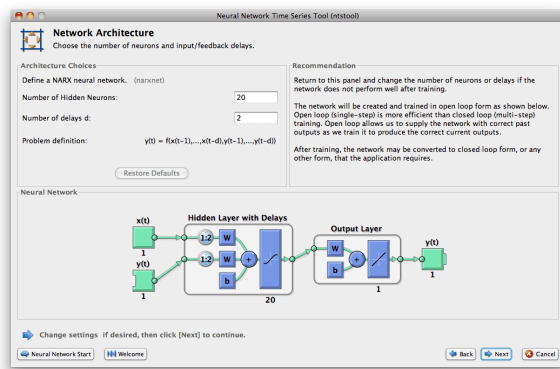 Neural Network Time Series Tool (ntstool)
Network Architecture
Choose the number of neurons and input/feedback delays.
Architecture Choices
Define a NARX neural network. (narxnet)
Number of Hidden Neurons: 20
Number of delays d: 2
Problem definition: y(t) = f(x(t-1),...,x(t-d),y(t-1),...,y(t-d))
Restore Defaults
Recommendation
Return to this panel and change the number of neurons or delays if the
network does not perform well after training.
The network will be created and trained in open loop form as shown below.
Open loop (single-step) is more efficient than closed loop (multi-step)
training. Open loop allows us to supply the network with correct past
outputs as we train it to produce the correct current outputs.
After training, the network may be converted to closed loop form, or any
other form, that the application requires.
Neural Network
Hidden Layer with Delays
Output Layer
x(t)
1
y(t)
1
1:2
W
1:2
W
b
+
20
W
b
+
1
y(t)
1
Change settings if desired, then click [Next] to continue.
Neural Network Start
Welcome
Back
Next
Cancel